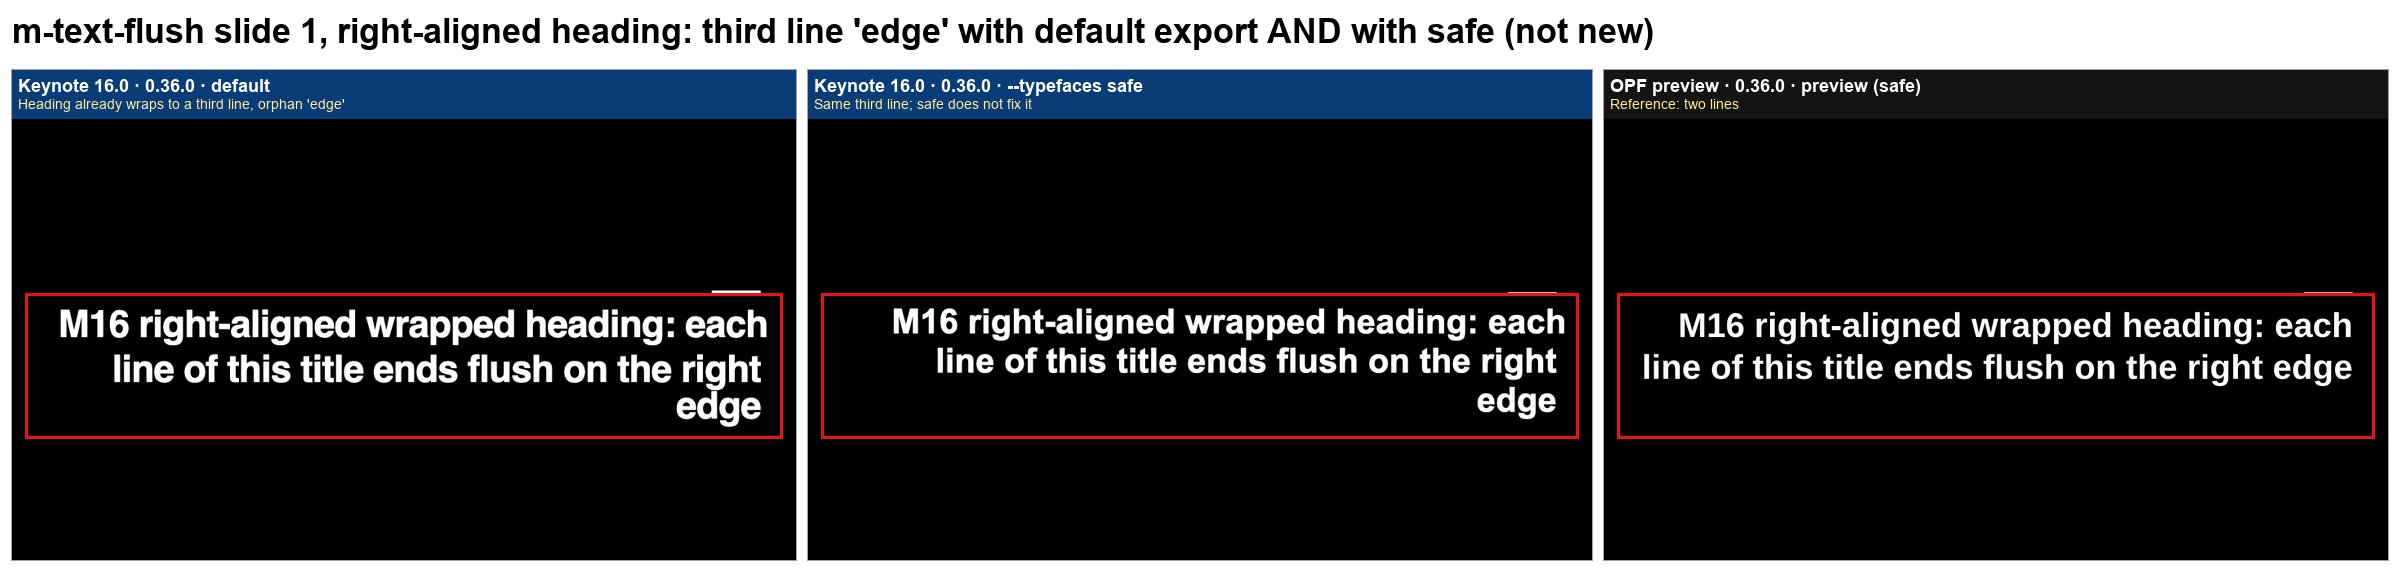 m-text-flush slide 1, right-aligned heading: third line 'edge' with default export AND with safe (not new)
Keynote 16.0 · 0.36.0 · default
Heading already wraps to a third line, orphan 'edge'
M16 right-aligned wrapped heading: each
line of this title ends flush on the right
edge
Keynote 16.0 · 0.36.0 · --typefaces safe
Same third line; safe does not fix it
M16 right-aligned wrapped heading: each
line of this title ends flush on the right
edge
OPF preview · 0.36.0 · preview (safe)
Reference: two lines
M16 right-aligned wrapped heading: each
line of this title ends flush on the right edge